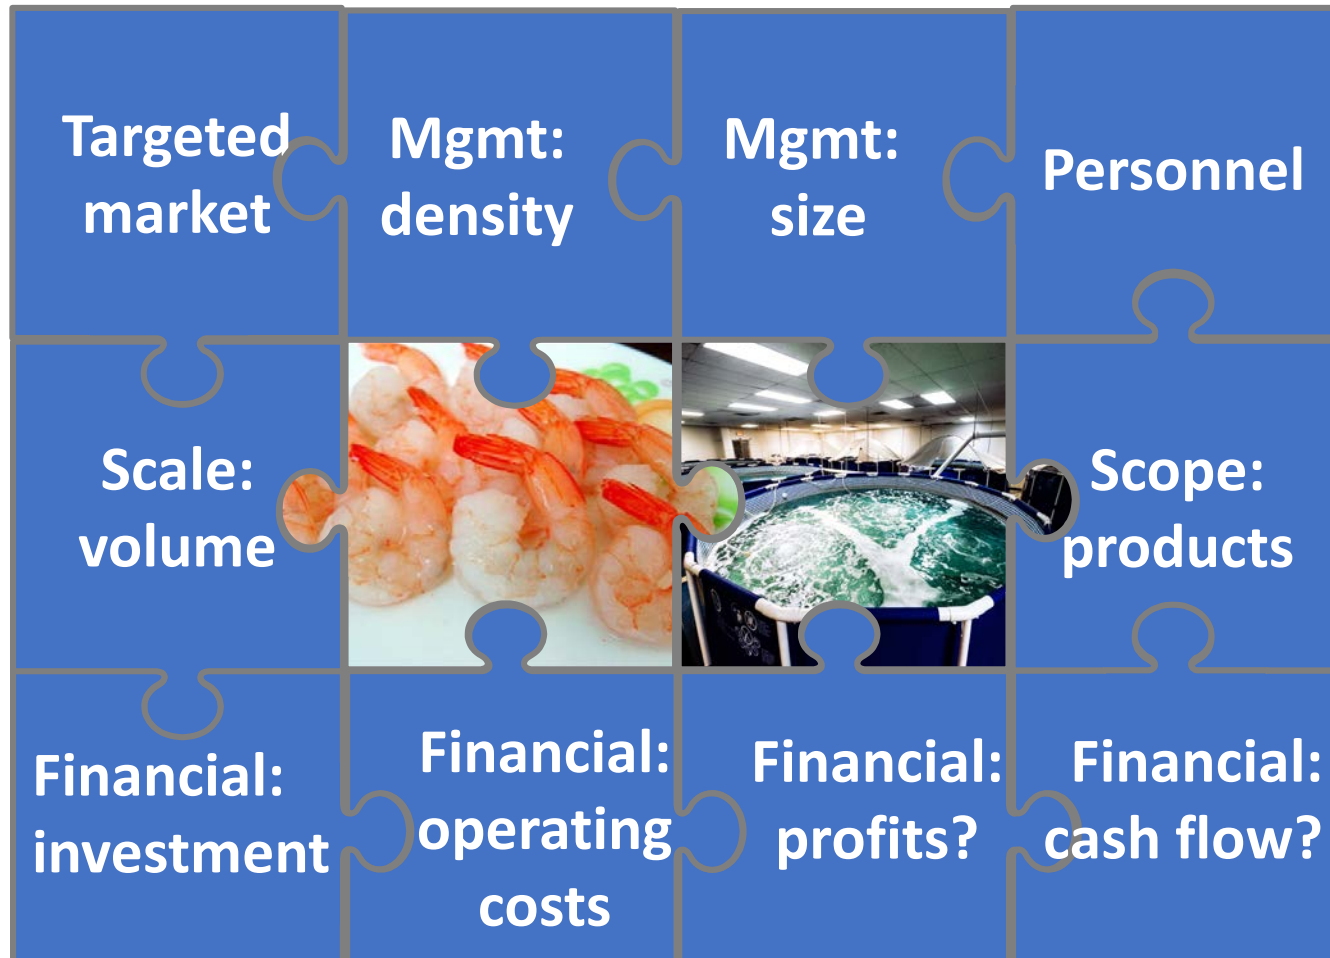 Targeted
market
Mgmt:
density
Mgmt:
size
Personnel
Scale:
volume
Scope:
products
Financial:
investment
Financial:
operating
costs
Financial:
profits?
Financial:
cash flow?